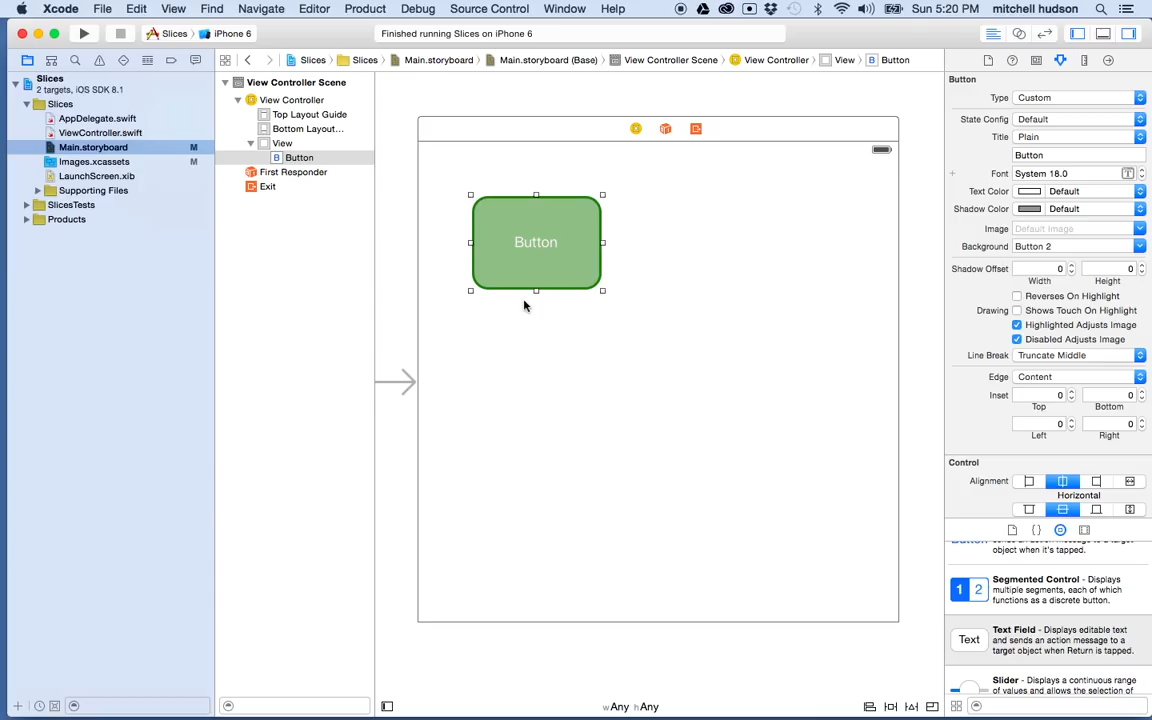 Xcode File Edit View Find Navigate Editor Product Debug Source Control Window Help Sun 5:20 PM mitchell hudson
Slices iPhone 6 Finished running Slices on iPhone 6
Slices Slices Main.storyboard Main.storyboard (Base) View Controller Scene View Controller View Button
Slices
2 targets, iOS SDK 8.1
Slices
AppDelegate.swift
ViewController.swift
Main.storyboard M
Images.xcassets M
LaunchScreen.xib
Supporting Files
SlicesTests
Products
View Controller Scene
View Controller
Top Layout Guide
Bottom Layout...
View
B Button
First Responder
Exit
Button
wAny hAny
Button
Type Custom
State Config Default
Title Plain
Button
Font System 18.0 T
Text Color Default
Shadow Color Default
Image Default Image
Background Button 2
Shadow Offset 0 0
Width Height
Reverses On Highlight
Drawing Shows Touch On Highlight
Highlighted Adjusts Image
Disabled Adjusts Image
Line Break Truncate Middle
Edge Content
Inset 0 0
Top Bottom
0 0
Left Right
Control
Alignment
Horizontal
object when it's tapped.
1 2 Segmented Control - Displays
multiple segments, each of which
functions as a discrete button.
Text Text Field - Displays editable text
and sends an action message to a
target object when Return is tapped.
Slider - Displays a continuous range
of values and allows the selection of